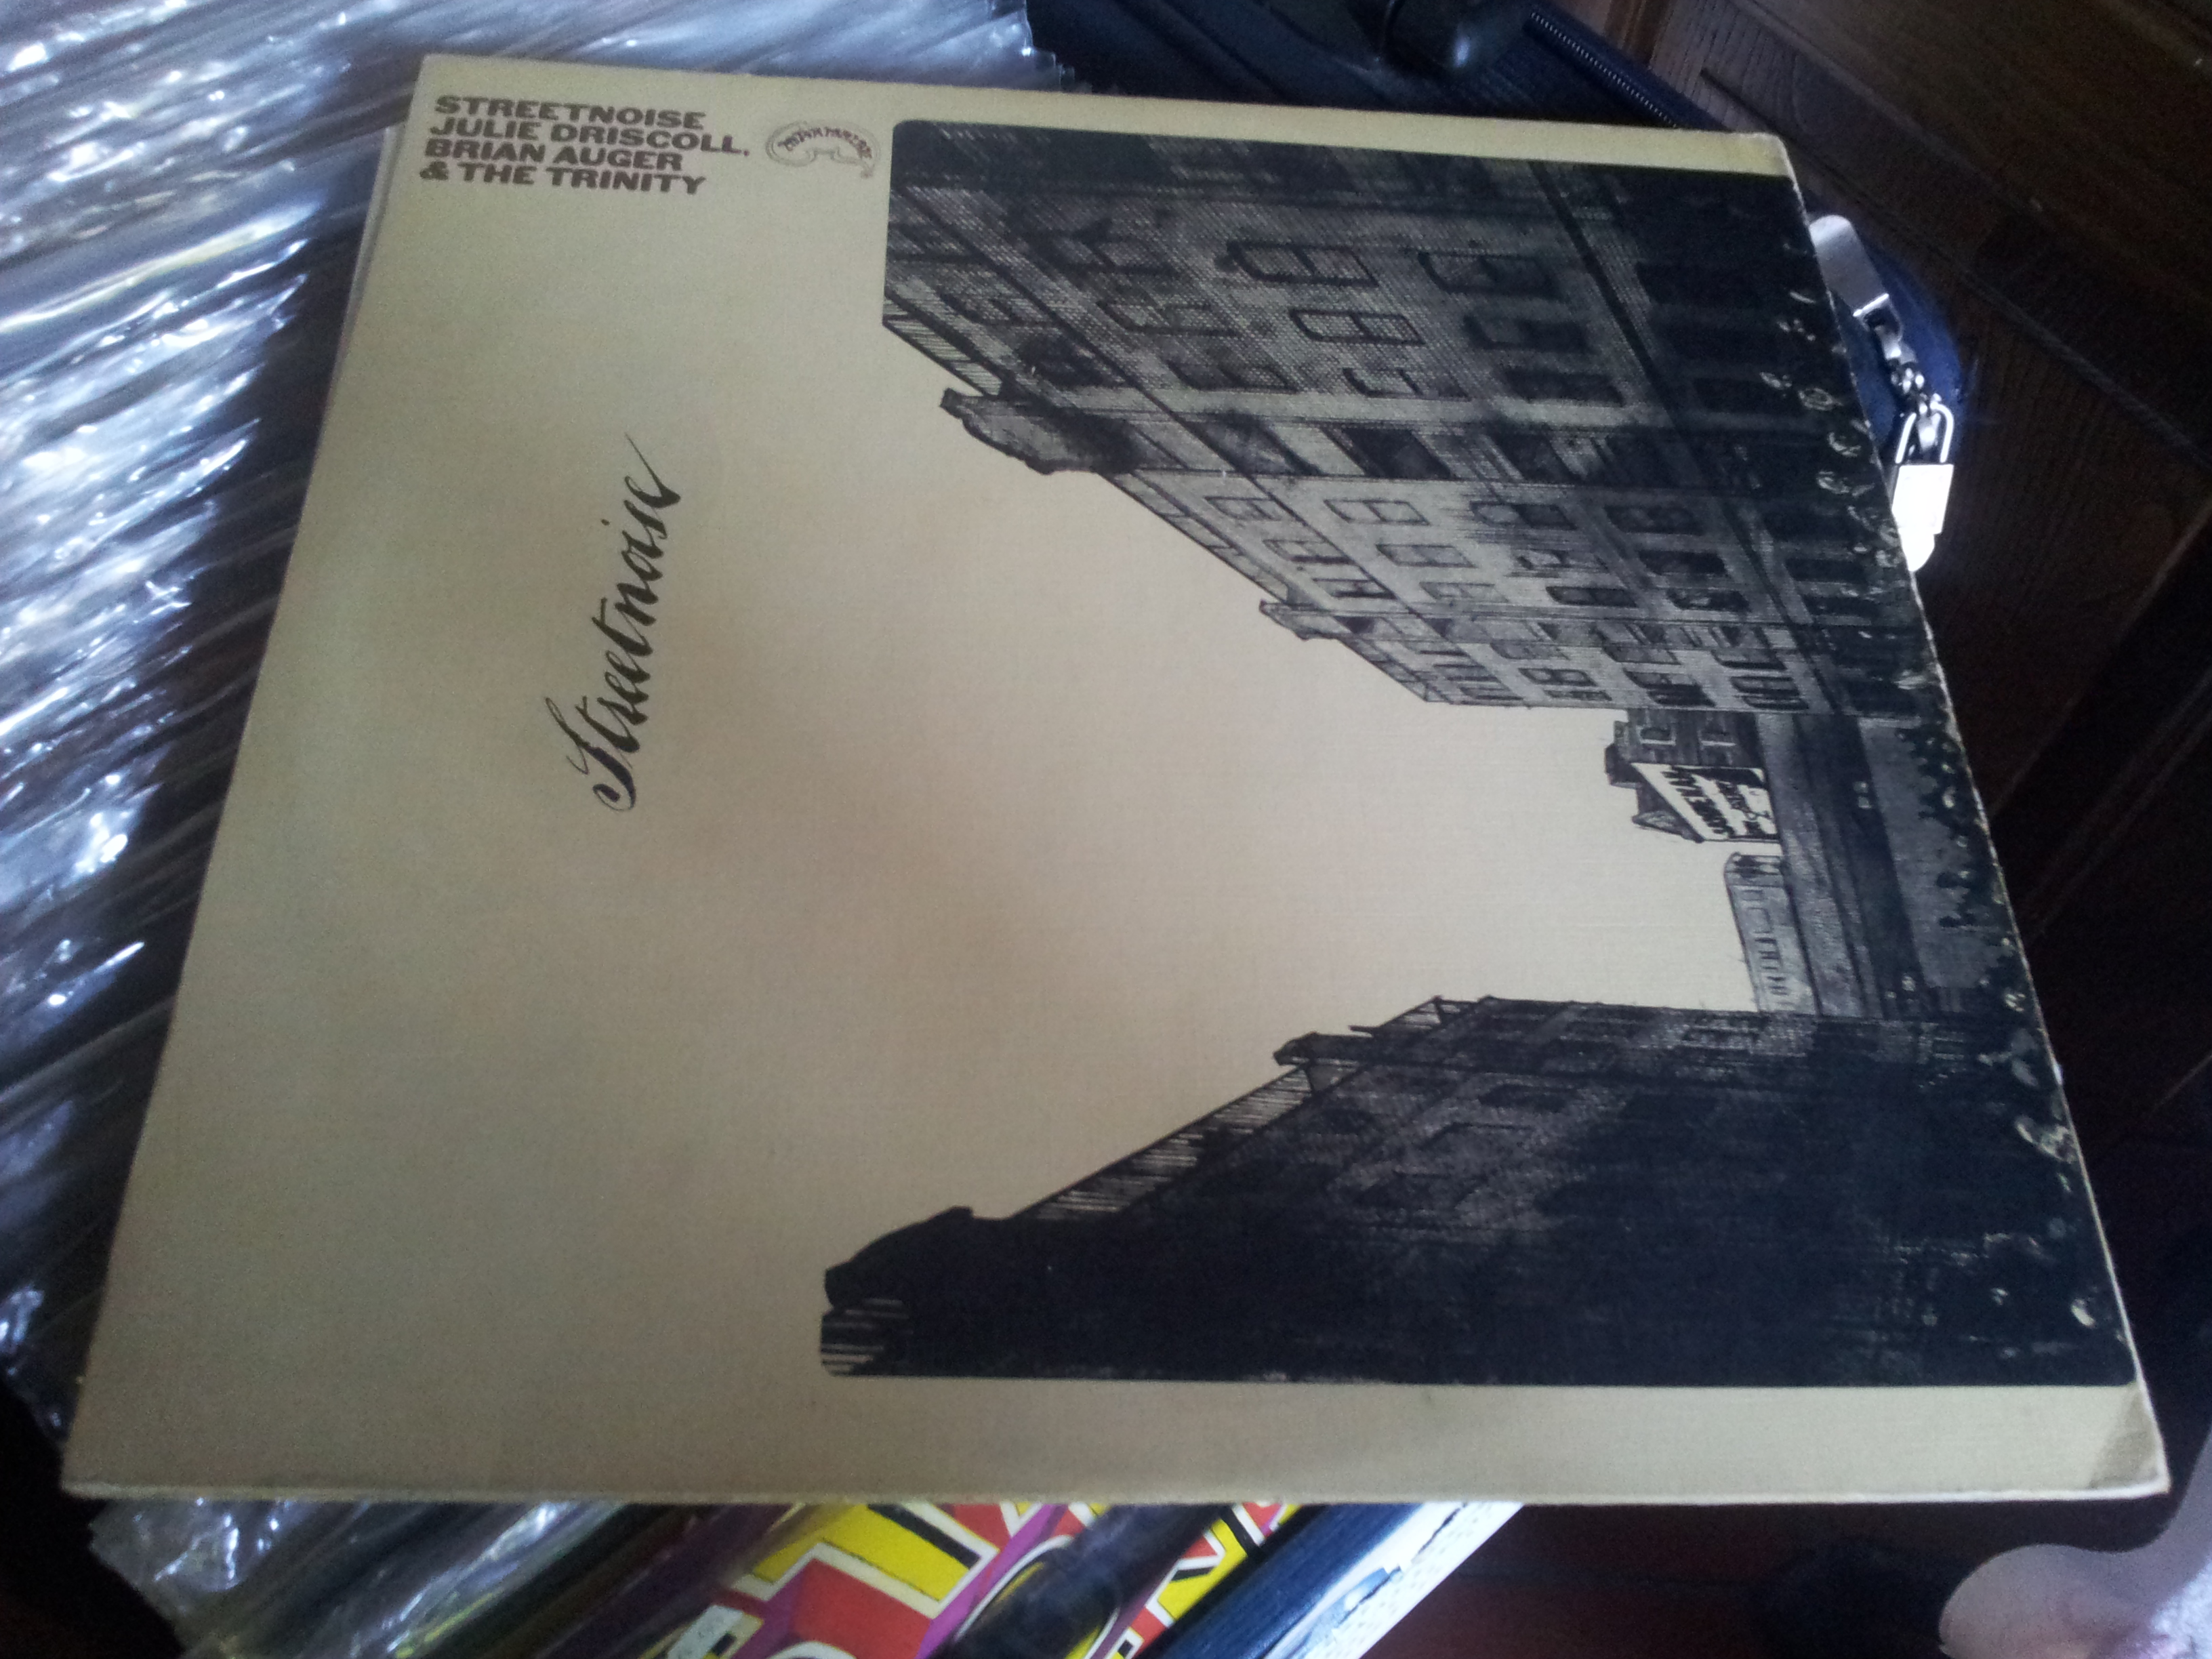 STREETNOISE
JULIE DRISCOLL,
BRIAN AUGER
& THE TRINITY
Streetnoise